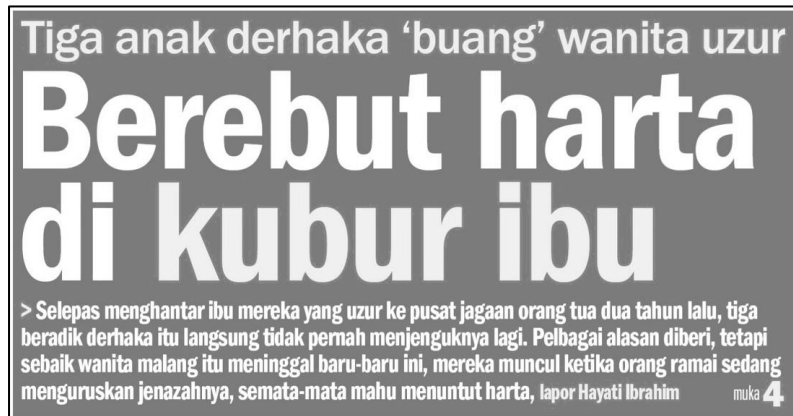 Tiga anak derhaka ‘buang’ wanita uzur
Berebut harta
di kubur ibu
> Selepas menghantar ibu mereka yang uzur ke pusat jagaan orang tua dua tahun lalu, tiga
beradik derhaka itu langsung tidak pernah menjenguknya lagi. Pelbagai alasan diberi, tetapi
sebaik wanita malang itu meninggal baru-baru ini, mereka muncul ketika orang ramai sedang
menguruskan jenazahnya, semata-mata mahu menuntut harta, lapor Hayati Ibrahim muka 4